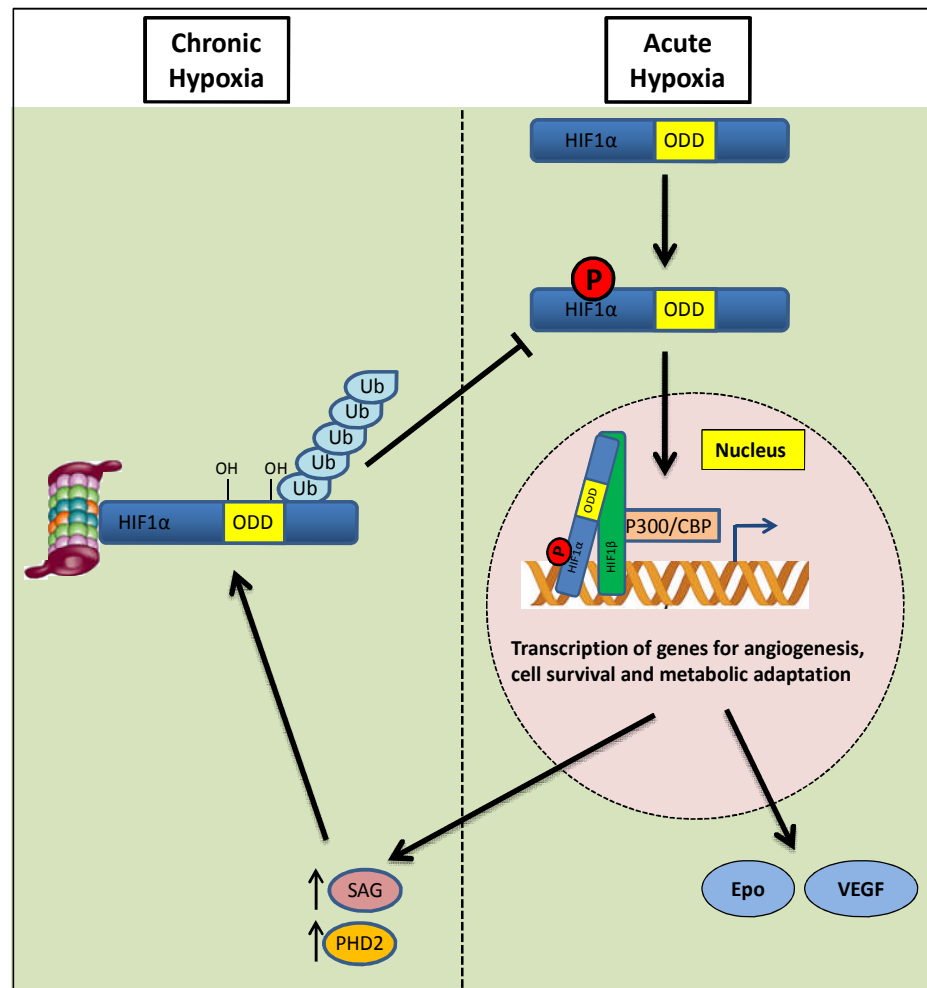 Chronic
Hypoxia
Acute
Hypoxia
HIF1α ODD
P
HIF1α ODD
Ub
Ub
Ub
Ub
Ub
OH OH
HIF1α ODD
Nucleus
ODD
P300/CBP
P
HIF1α
HIF1β
Transcription of genes for angiogenesis,
cell survival and metabolic adaptation
SAG
PHD2
Epo VEGF